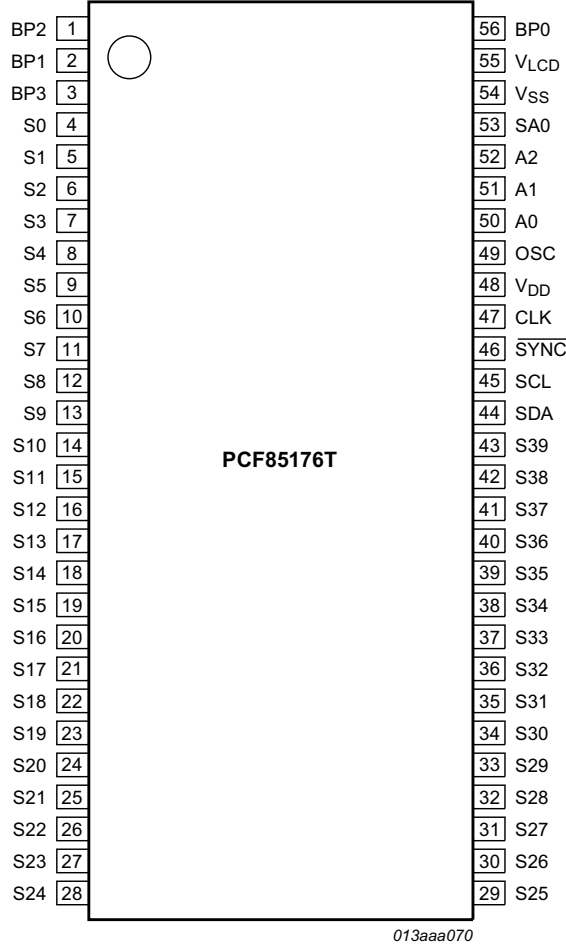 BP2 1 56 BP0
BP1 2 55 VLCD
BP3 3 54 VSS
S0 4 53 SA0
S1 5 52 A2
S2 6 51 A1
S3 7 50 A0
S4 8 49 OSC
S5 9 48 VDD
S6 10 47 CLK
S7 11 46 SYNC
S8 12 45 SCL
S9 13 44 SDA
S10 14 43 S39
PCF85176T
S11 15 42 S38
S12 16 41 S37
S13 17 40 S36
S14 18 39 S35
S15 19 38 S34
S16 20 37 S33
S17 21 36 S32
S18 22 35 S31
S19 23 34 S30
S20 24 33 S29
S21 25 32 S28
S22 26 31 S27
S23 27 30 S26
S24 28 29 S25
013aaa070